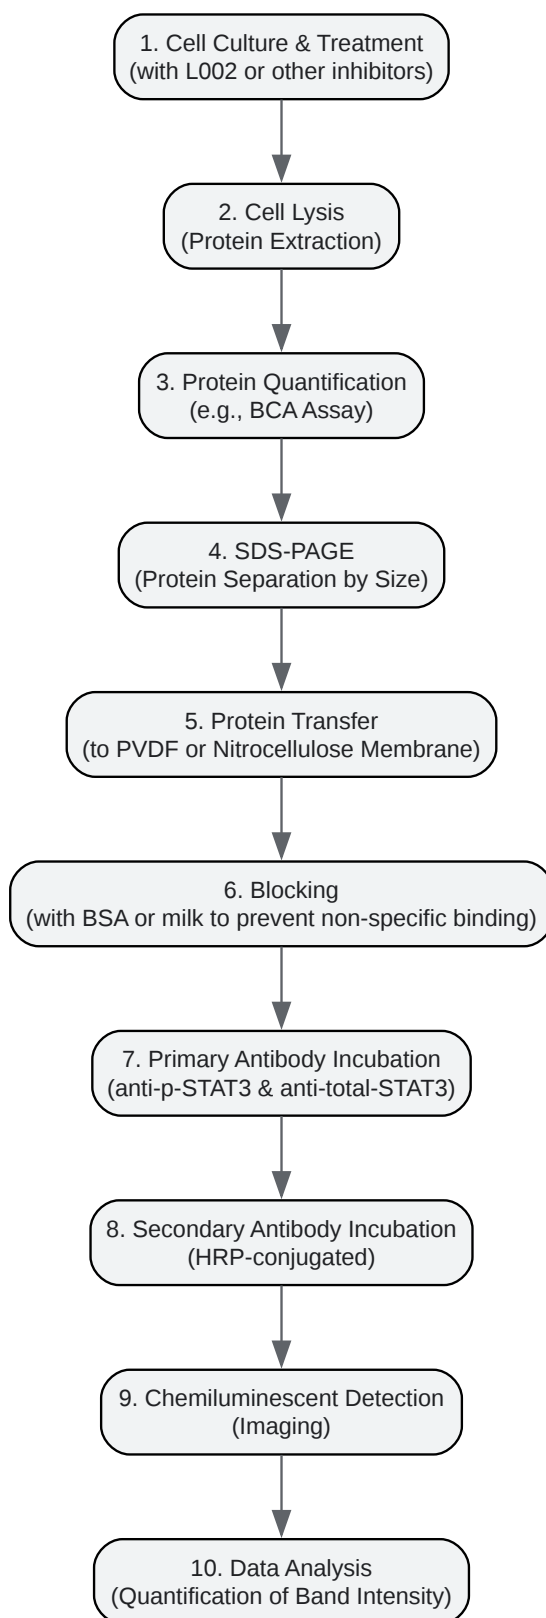 1. Cell Culture & Treatment
(with L002 or other inhibitors)
2. Cell Lysis
(Protein Extraction)
3. Protein Quantification
(e.g., BCA Assay)
4. SDS-PAGE
(Protein Separation by Size)
5. Protein Transfer
(to PVDF or Nitrocellulose Membrane)
6. Blocking
(with BSA or milk to prevent non-specific binding)
7. Primary Antibody Incubation
(anti-p-STAT3 & anti-total-STAT3)
8. Secondary Antibody Incubation
(HRP-conjugated)
9. Chemiluminescent Detection
(Imaging)
10. Data Analysis
(Quantification of Band Intensity)